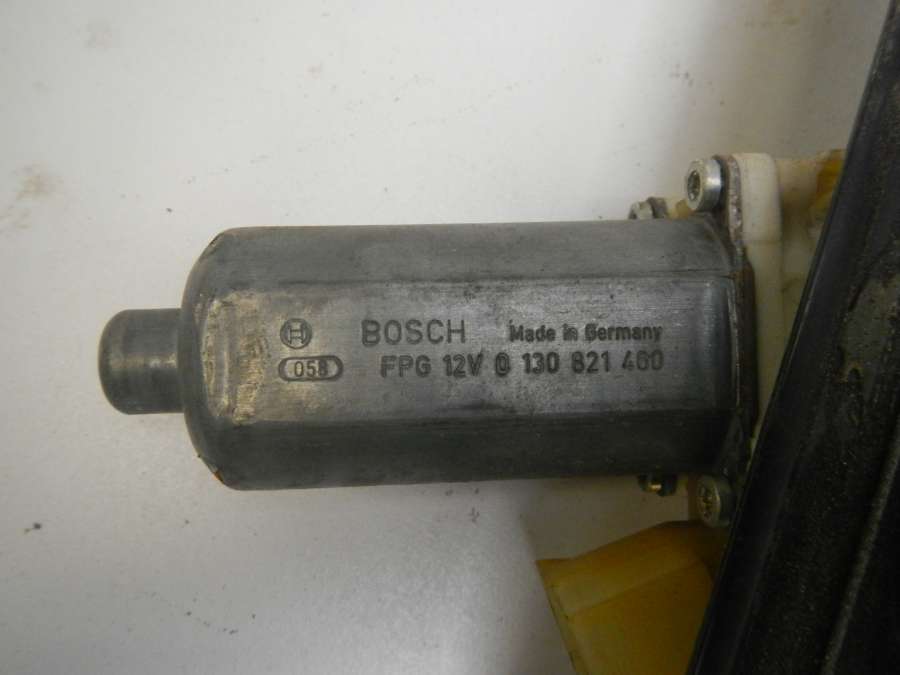 BOSCH Made in Germany
058 FPG 12V 0 130 821 460